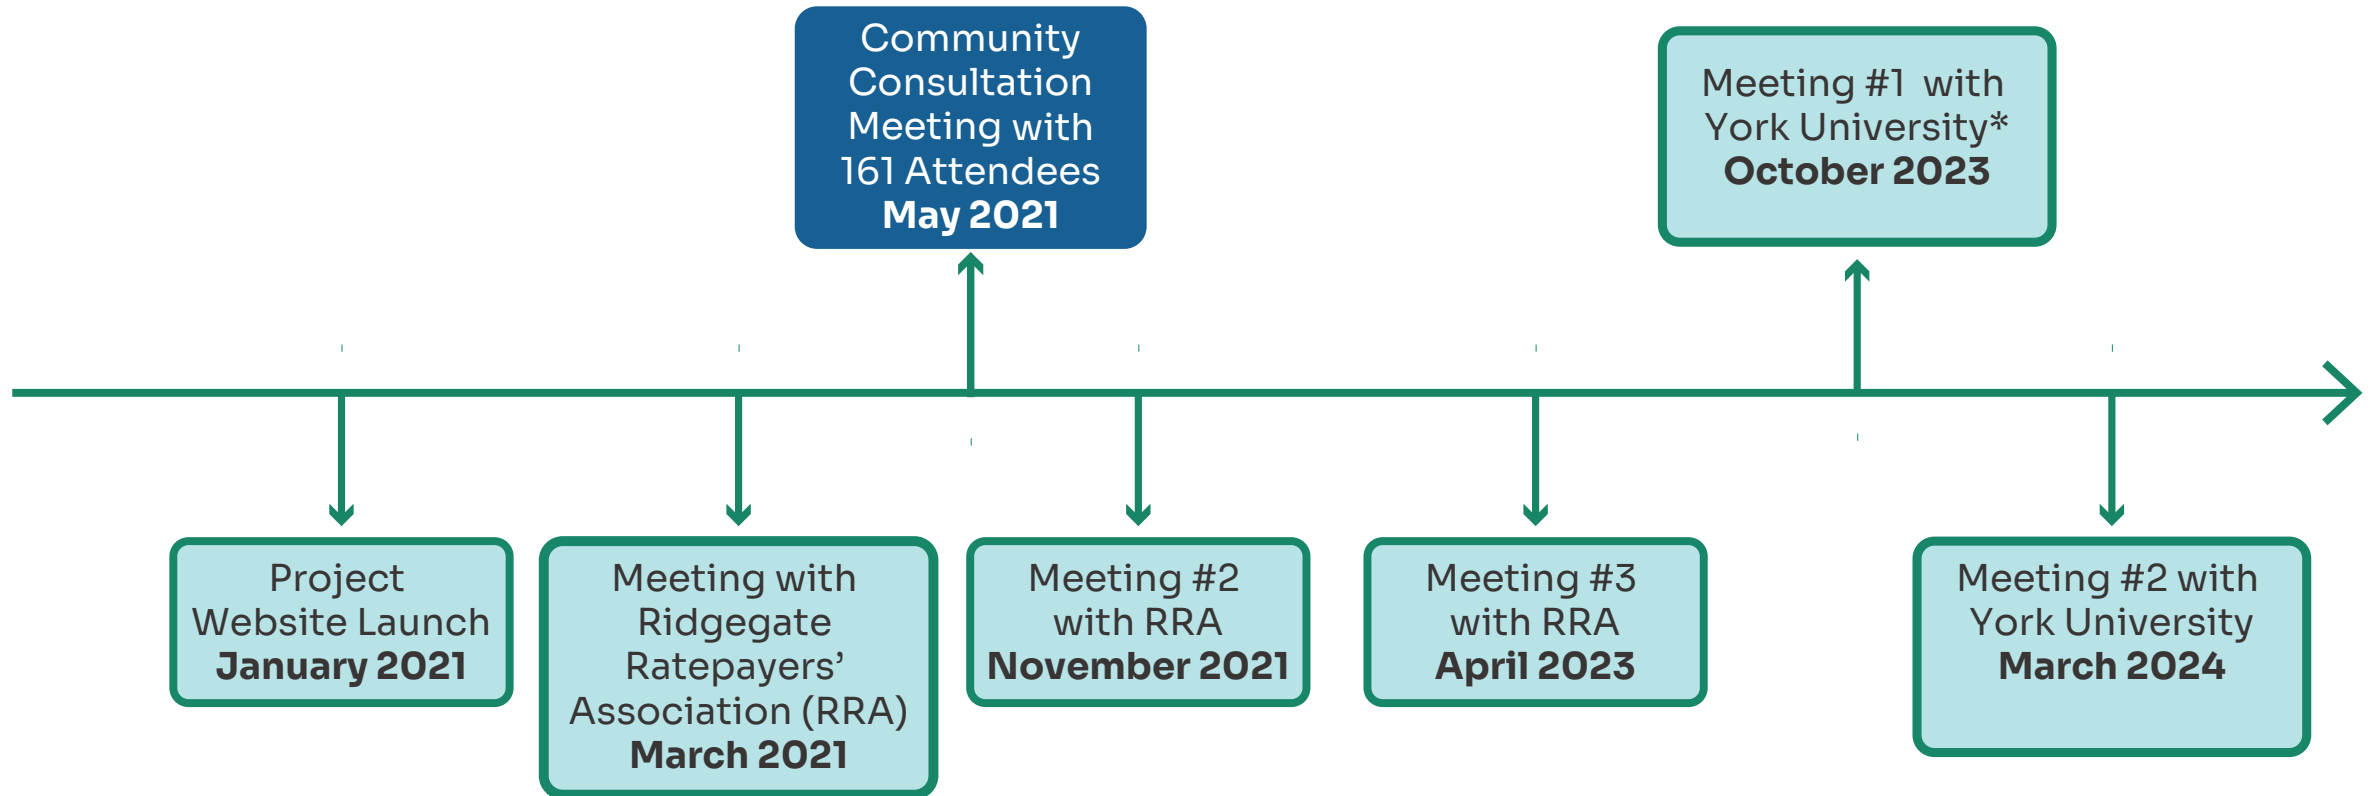 Community
Consultation
Meeting with
161 Attendees
May 2021
Meeting #1 with
York University*
October 2023
Project
Website Launch
January 2021
Meeting with
Ridgegate
Ratepayers’
Association (RRA)
March 2021
Meeting #2
with RRA
November 2021
Meeting #3
with RRA
April 2023
Meeting #2 with
York University
March 2024